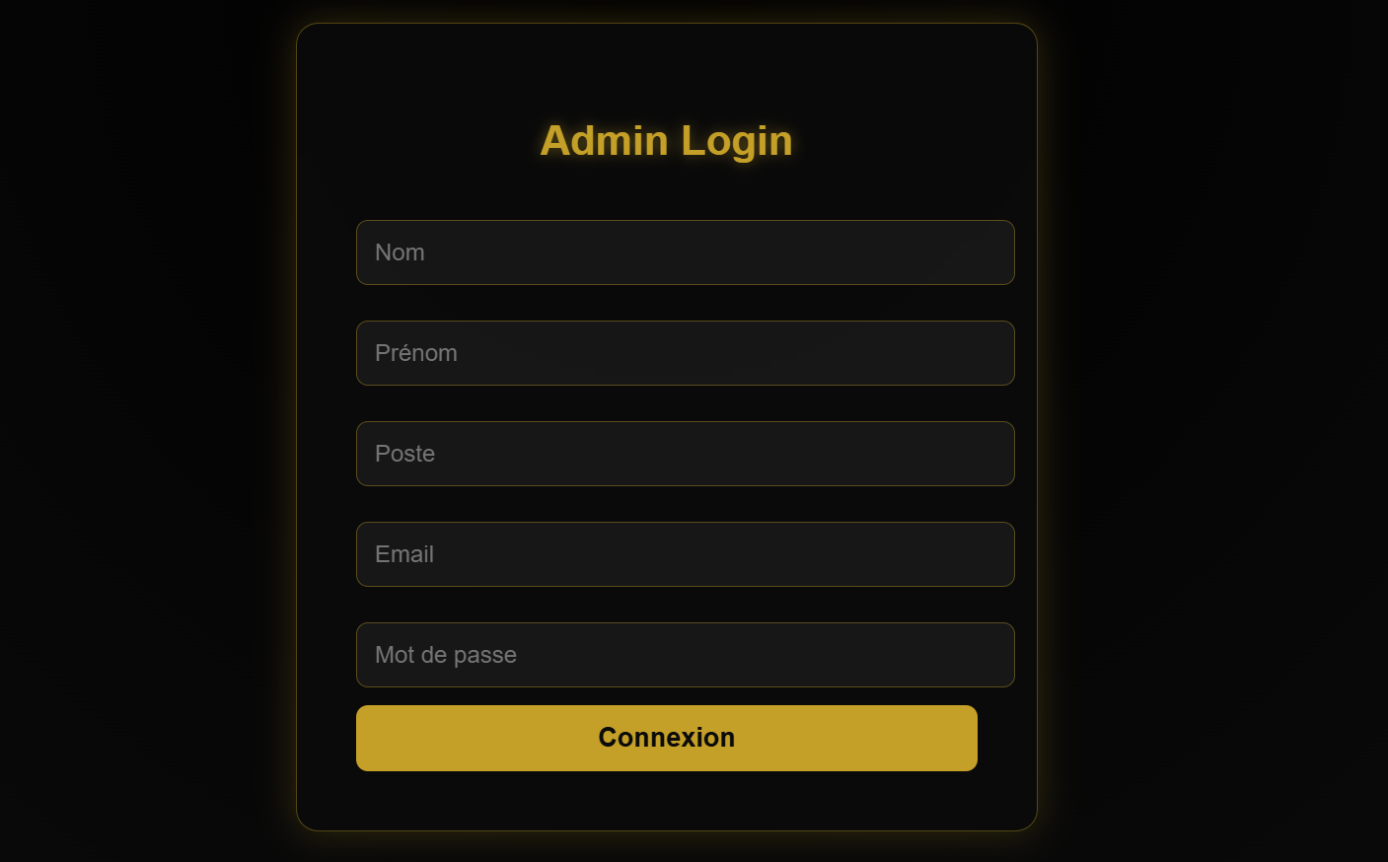 Admin Login
Nom
Prénom
Poste
Email
Mot de passe
Connexion